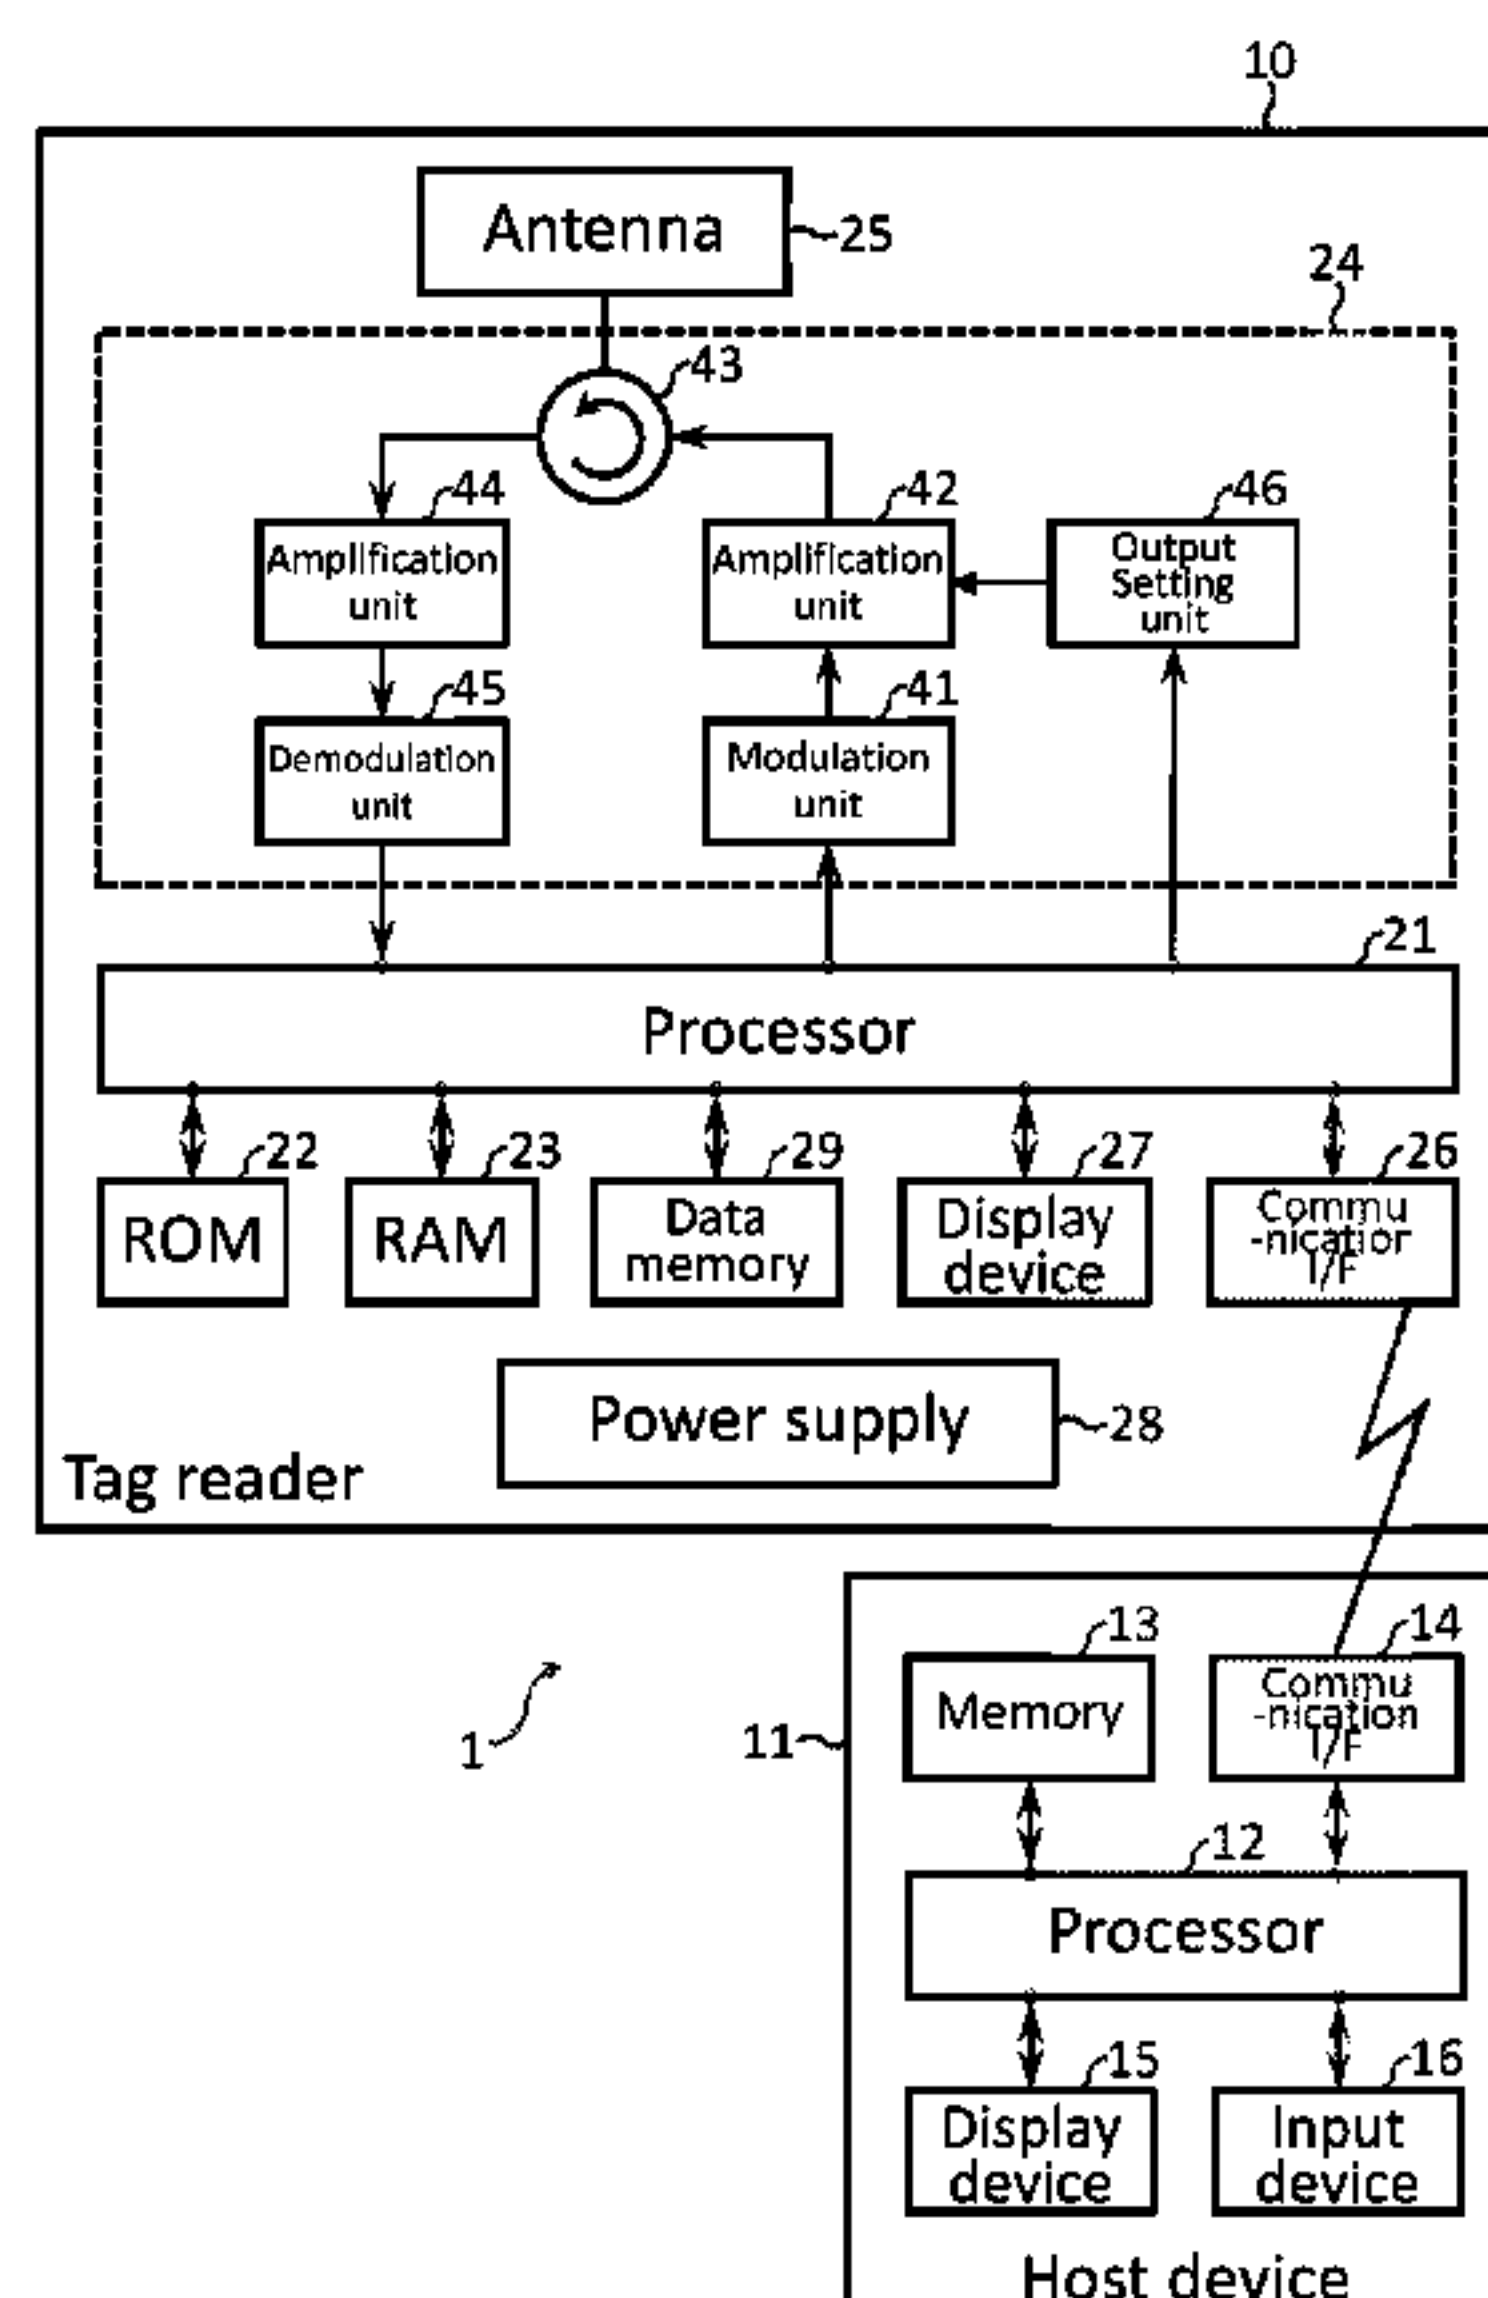 10
Antenna
25
24
43
44
42
46
Amplification
unit
Amplification
unit
Output
Setting
unit
45
41
Demodulation
unit
Modulation
unit
21
Processor
22
23
29
27
26
ROM
RAM
Data
memory
Display
device
Commu
-nication
I/F
Power supply
28
Tag reader
13
14
Memory
Commu
-nication
I/F
1
11
12
Processor
15
16
Display
device
Input
device
Host device